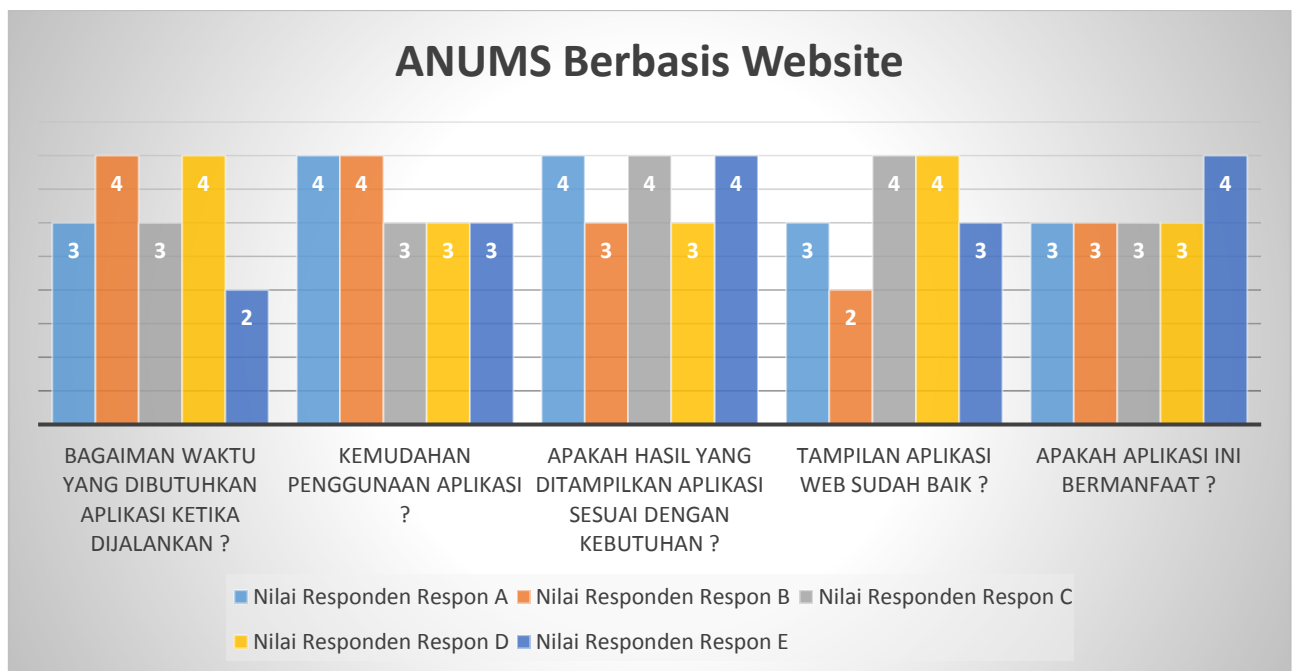 ANUMS Berbasis Website
3 4 3 4 2
4 4 3 3 3
4 3 4 3 4
3 2 4 4 3
3 3 3 3 4
BAGAIMAN WAKTU
YANG DIBUTUHKAN
APLIKASI KETIKA
DIJALANKAN ?
KEMUDAHAN
PENGGUNAAN APLIKASI
?
APAKAH HASIL YANG
DITAMPILKAN APLIKASI
SESUAI DENGAN
KEBUTUHAN ?
TAMPILAN APLIKASI
WEB SUDAH BAIK ?
APAKAH APLIKASI INI
BERMANFAAT ?
Nilai Responden Respon A Nilai Responden Respon B Nilai Responden Respon C
Nilai Responden Respon D Nilai Responden Respon E